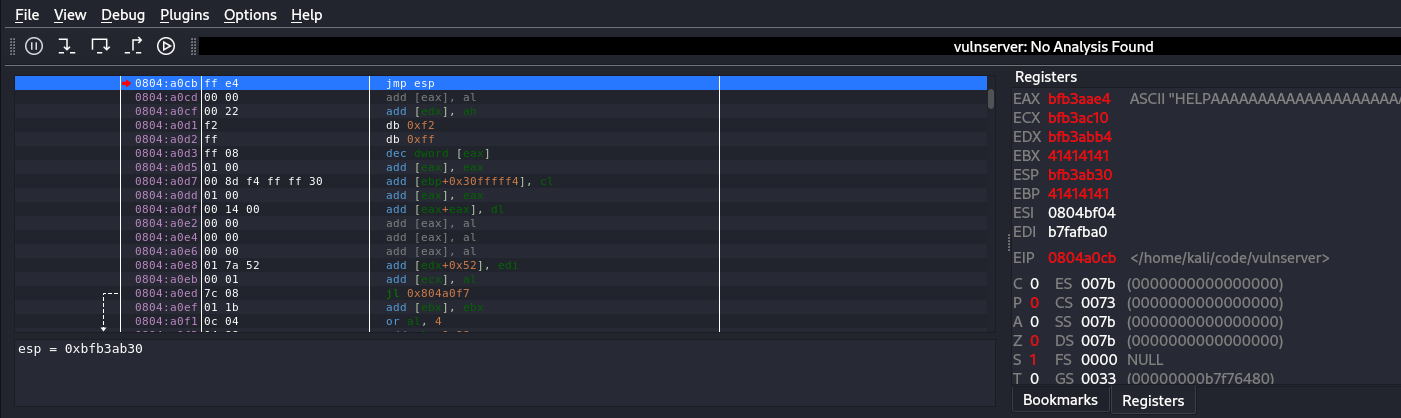 File View Debug Plugins Options Help
vulnserver: No Analysis Found
0804:a0cb ff e4 jmp esp
0804:a0cd 00 00 add [eax], al
0804:a0cf 00 22 add [edx], ah
0804:a0d1 f2 db 0xf2
0804:a0d2 ff db 0xff
0804:a0d3 ff 08 dec dword [eax]
0804:a0d5 01 00 add [eax], eax
0804:a0d7 00 8d f4 ff ff 30 add [ebp+0x30fffff4], cl
0804:a0dd 01 00 add [eax], eax
0804:a0df 00 14 00 add [eax+eax], dl
0804:a0e2 00 00 add [eax], al
0804:a0e4 00 00 add [eax], al
0804:a0e6 00 00 add [eax], al
0804:a0e8 01 7a 52 add [edx+0x52], edi
0804:a0eb 00 01 add [ecx], al
0804:a0ed 7c 08 jl 0x804a0f7
0804:a0ef 01 1b add [ebx], ebx
0804:a0f1 0c 04 or al, 4
esp = 0xbfb3ab30
Registers
EAX bfb3aae4 ASCII "HELPAAAAAAAAAAAAAAAAAAAAA
ECX bfb3ac10
EDX bfb3abb4
EBX 41414141
ESP bfb3ab30
EBP 41414141
ESI 0804bf04
EDI b7fafba0
EIP 0804a0cb </home/kali/code/vulnserver>
C 0 ES 007b (0000000000000000)
P 0 CS 0073 (0000000000000000)
A 0 SS 007b (0000000000000000)
Z 0 DS 007b (0000000000000000)
S 1 FS 0000 NULL
T 0 GS 0033 (00000000b7f76480)
Bookmarks Registers